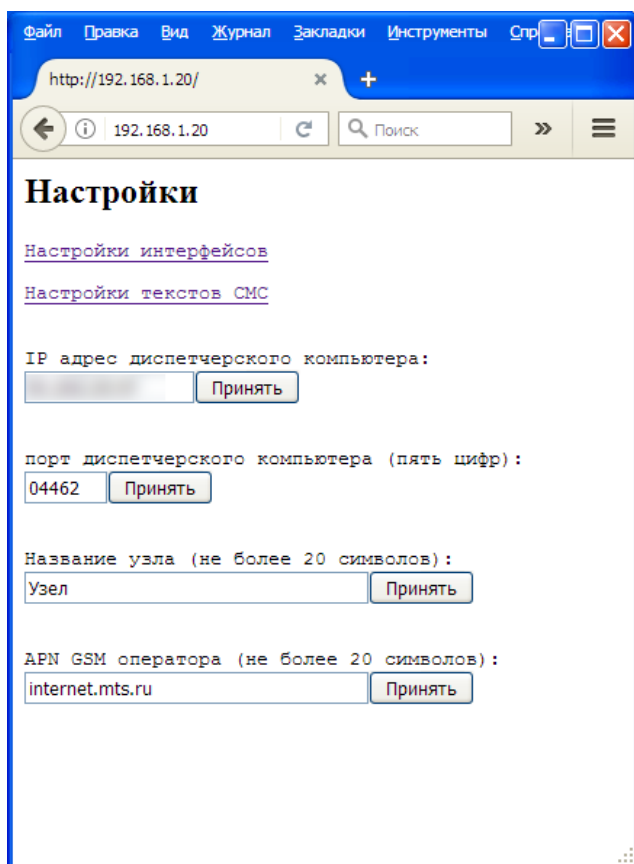 Файл Правка Вид Журнал Закладки Инструменты
http://192.168.1.20/
192.168.1.20 Поиск
Настройки
Настройки интерфейсов
Настройки текстов СМС
IP адрес диспетчерского компьютера:
Принять
порт диспетчерского компьютера (пять цифр):
04462 Принять
Название узла (не более 20 символов):
Узел Принять
APN GSM оператора (не более 20 символов):
internet.mts.ru Принять